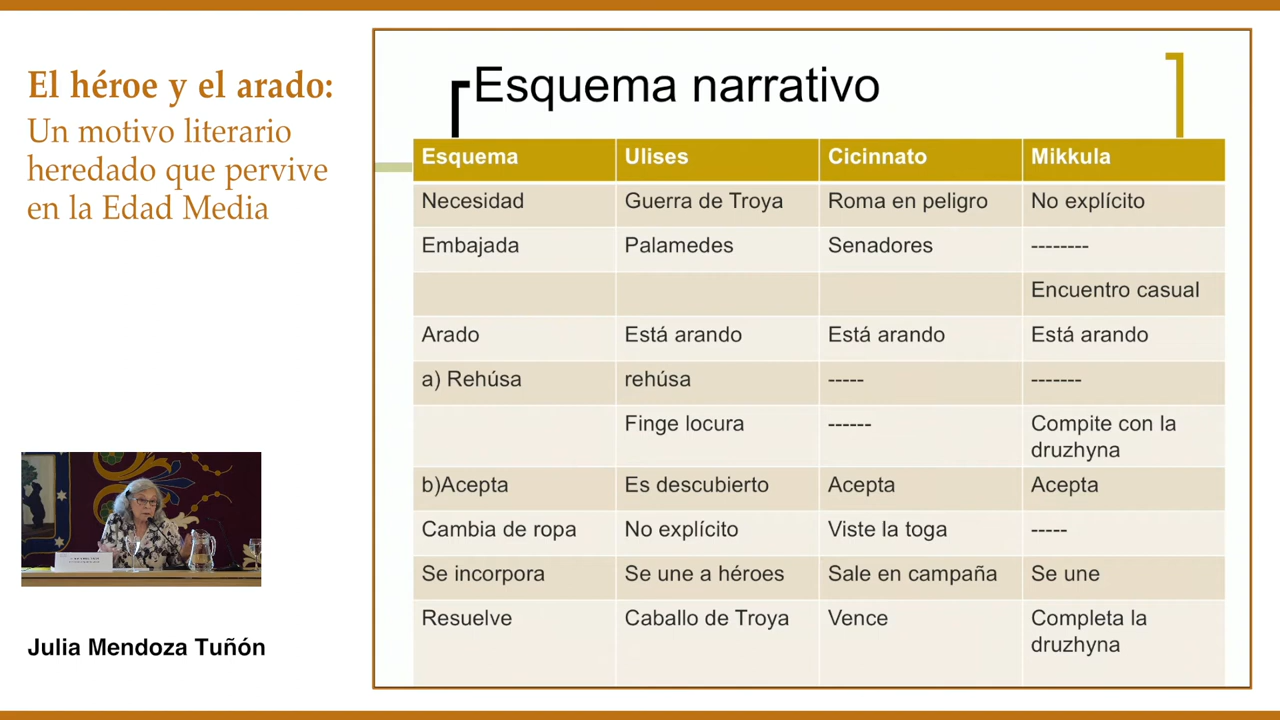 El héroe y el arado:
Un motivo literario
heredado que pervive
en la Edad Media
Julia Mendoza Tuñón
Esquema narrativo
Esquema Ulises Cicinnato Mikkula
Necesidad Guerra de Troya Roma en peligro No explícito
Embajada Palamedes Senadores --------
Encuentro casual
Arado Está arando Está arando Está arando
a) Rehúsa rehúsa ----- -------
Finge locura ------ Compite con la
druzhyna
b)Acepta Es descubierto Acepta Acepta
Cambia de ropa No explícito Viste la toga -----
Se incorpora Se une a héroes Sale en campaña Se une
Resuelve Caballo de Troya Vence Completa la
druzhyna